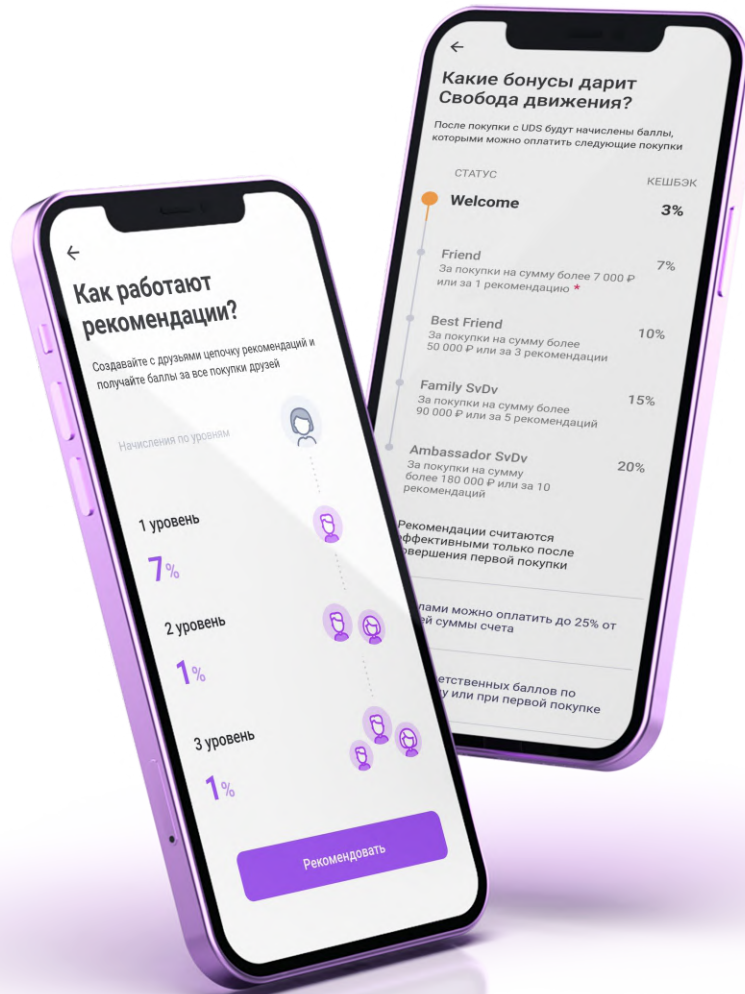 Как работают
рекомендации?
Создавайте с друзьями цепочку рекомендаций и
получайте баллы за все покупки друзей
Начисления по уровням
1 уровень
7%
2 уровень
1%
3 уровень
1%
Рекомендовать
Какие бонусы дарит
Свобода движения?
После покупки с UDS будут начислены баллы,
которыми можно оплатить следующие покупки
СТАТУС КЕШБЭК
Welcome 3%
Friend 7%
За покупки на сумму более 7 000 ₽
или за 1 рекомендацию *
Best Friend 10%
За покупки на сумму более
50 000 ₽ или за 3 рекомендации
Family SvDv 15%
За покупки на сумму более
90 000 ₽ или за 5 рекомендаций
Ambassador SvDv 20%
За покупки на сумму
более 180 000 ₽ или за 10
рекомендаций
Рекомендации считаются
эффективными только после
совершения первой покупки
можно оплатить до 25% от
суммы счета
баллов по
или при первой покупке